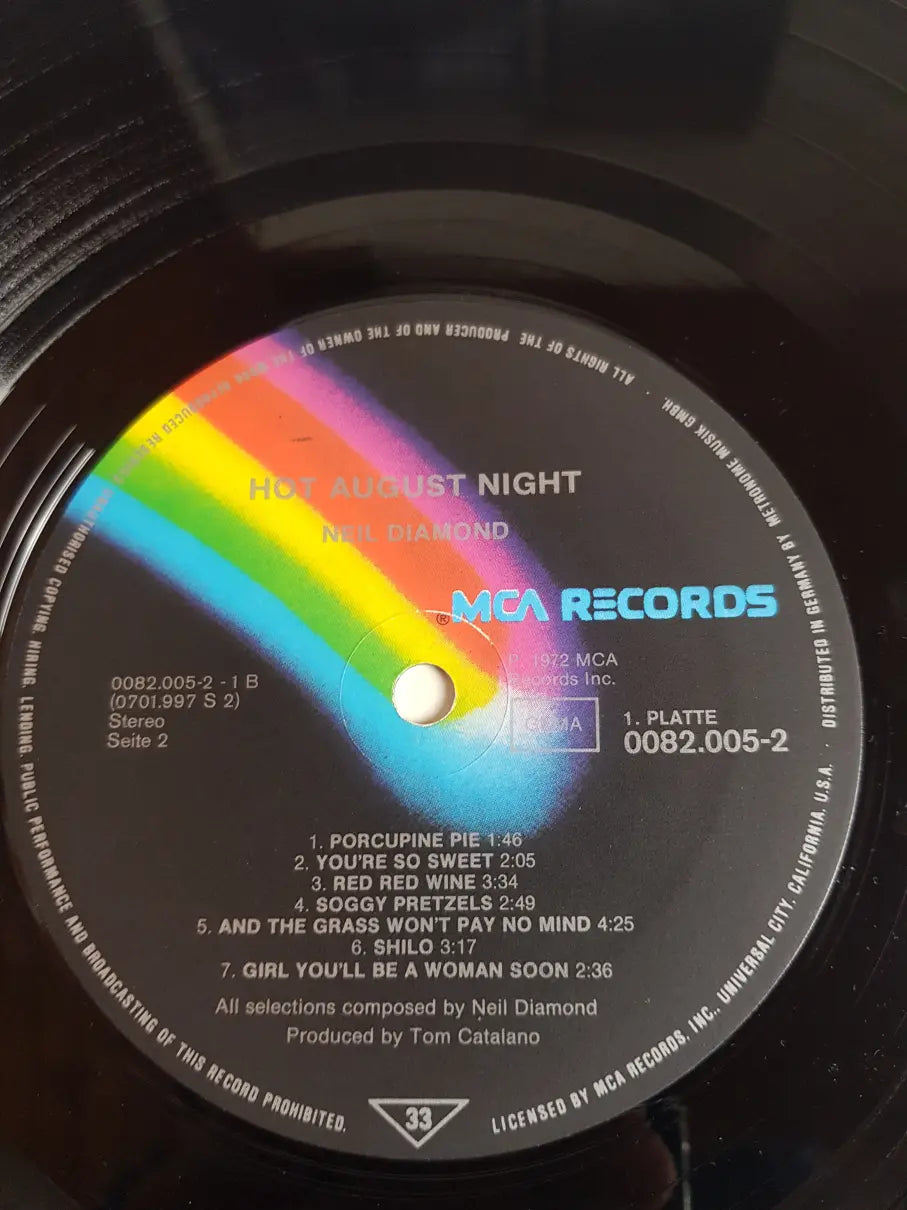 HOT AUGUST NIGHT
NEIL DIAMOND
® MCA RECORDS
P. 1972 MCA
Records Inc.
0082.005-2 - 1 B
(0701.997 S 2)
Stereo
Seite 2
GEMA
1. PLATTE
0082.005-2
1. PORCUPINE PIE 1:46
2. YOU'RE SO SWEET 2:05
3. RED RED WINE 3:34
4. SOGGY PRETZELS 2:49
5. AND THE GRASS WON'T PAY NO MIND 4:25
6. SHILO 3:17
7. GIRL YOU'LL BE A WOMAN SOON 2:36
All selections composed by Neil Diamond
Produced by Tom Catalano
33
ALL RIGHTS OF THE PRODUCER AND OF THE OWNER OF THE WORK REPRODUCED RESERVED. UNAUTHORISED COPYING, HIRING, LENDING, PUBLIC PERFORMANCE AND BROADCASTING OF THIS RECORD PROHIBITED.
LICENSED BY MCA RECORDS, INC., UNIVERSAL CITY, CALIFORNIA, U.S.A. · DISTRIBUTED IN GERMANY BY METRONOME MUSIK GMBH.